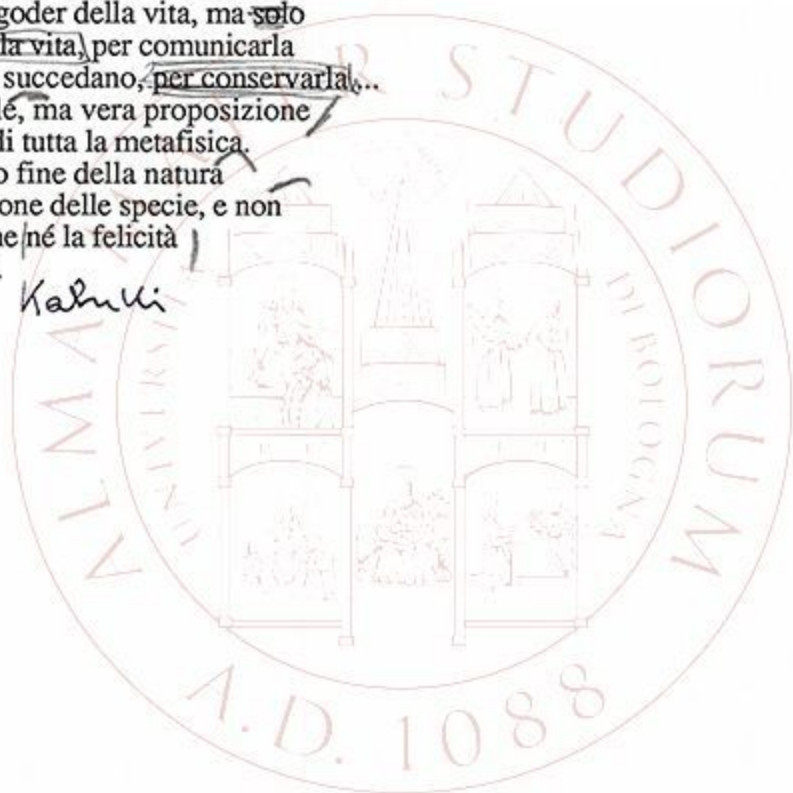 goder della vita, ma solo
la vita, per comunicarla
succedano, per conservarla...
le, ma vera proposizione
di tutta la metafisica.
o fine della natura
one delle specie, e non
ne né la felicità
ALMA MATER STUDIORUM
UNIVERSITÀ DI BOLOGNA
A.D. 1088